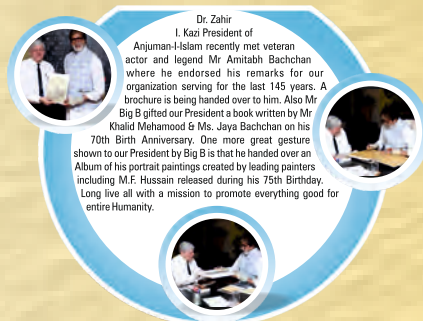 Dr. Zahir
I. Kazi President of
Anjuman-I-Islam recently met veteran
actor and legend Mr Amitabh Bachchan
where he endorsed his remarks for our
organization serving for the last 145 years. A
brochure is being handed over to him. Also Mr
Big B gifted our President a book written by Mr
Khalid Mehamood & Ms. Jaya Bachchan on his
70th Birth Anniversary. One more great gesture
shown to our President by Big B is that he handed over an
Album of his portrait paintings created by leading painters
including M.F. Hussain released during his 75th Birthday.
Long live all with a mission to promote everything good for
entire Humanity.